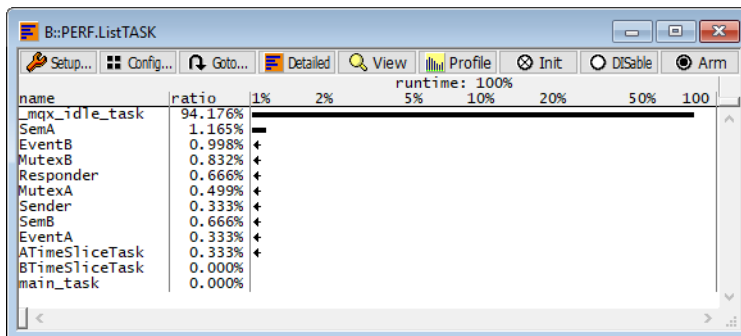 B::PERF.ListTASK
Setup... Config... Goto... Detailed View Profile Init DISable Arm
runtime: 100%
name ratio 1% 2% 5% 10% 20% 50% 100
_mqx_idle_task 94.176%
SemA 1.165%
EventB 0.998%
MutexB 0.832%
Responder 0.666%
MutexA 0.499%
Sender 0.333%
SemB 0.666%
EventA 0.333%
ATimeSliceTask 0.333%
BTimeSliceTask 0.000%
main_task 0.000%